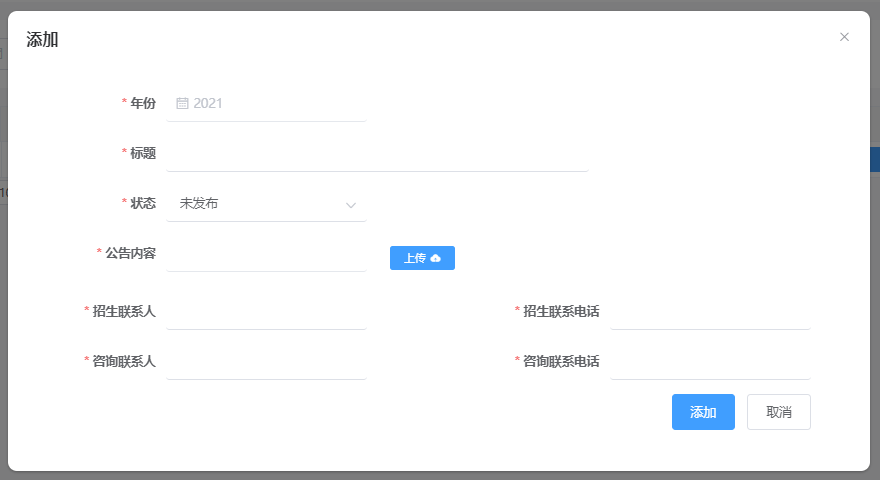 添加
* 年份 2021
* 标题
* 状态 未发布
* 公告内容 上传
* 招生联系人 * 招生联系电话
* 咨询联系人 * 咨询联系电话
添加 取消